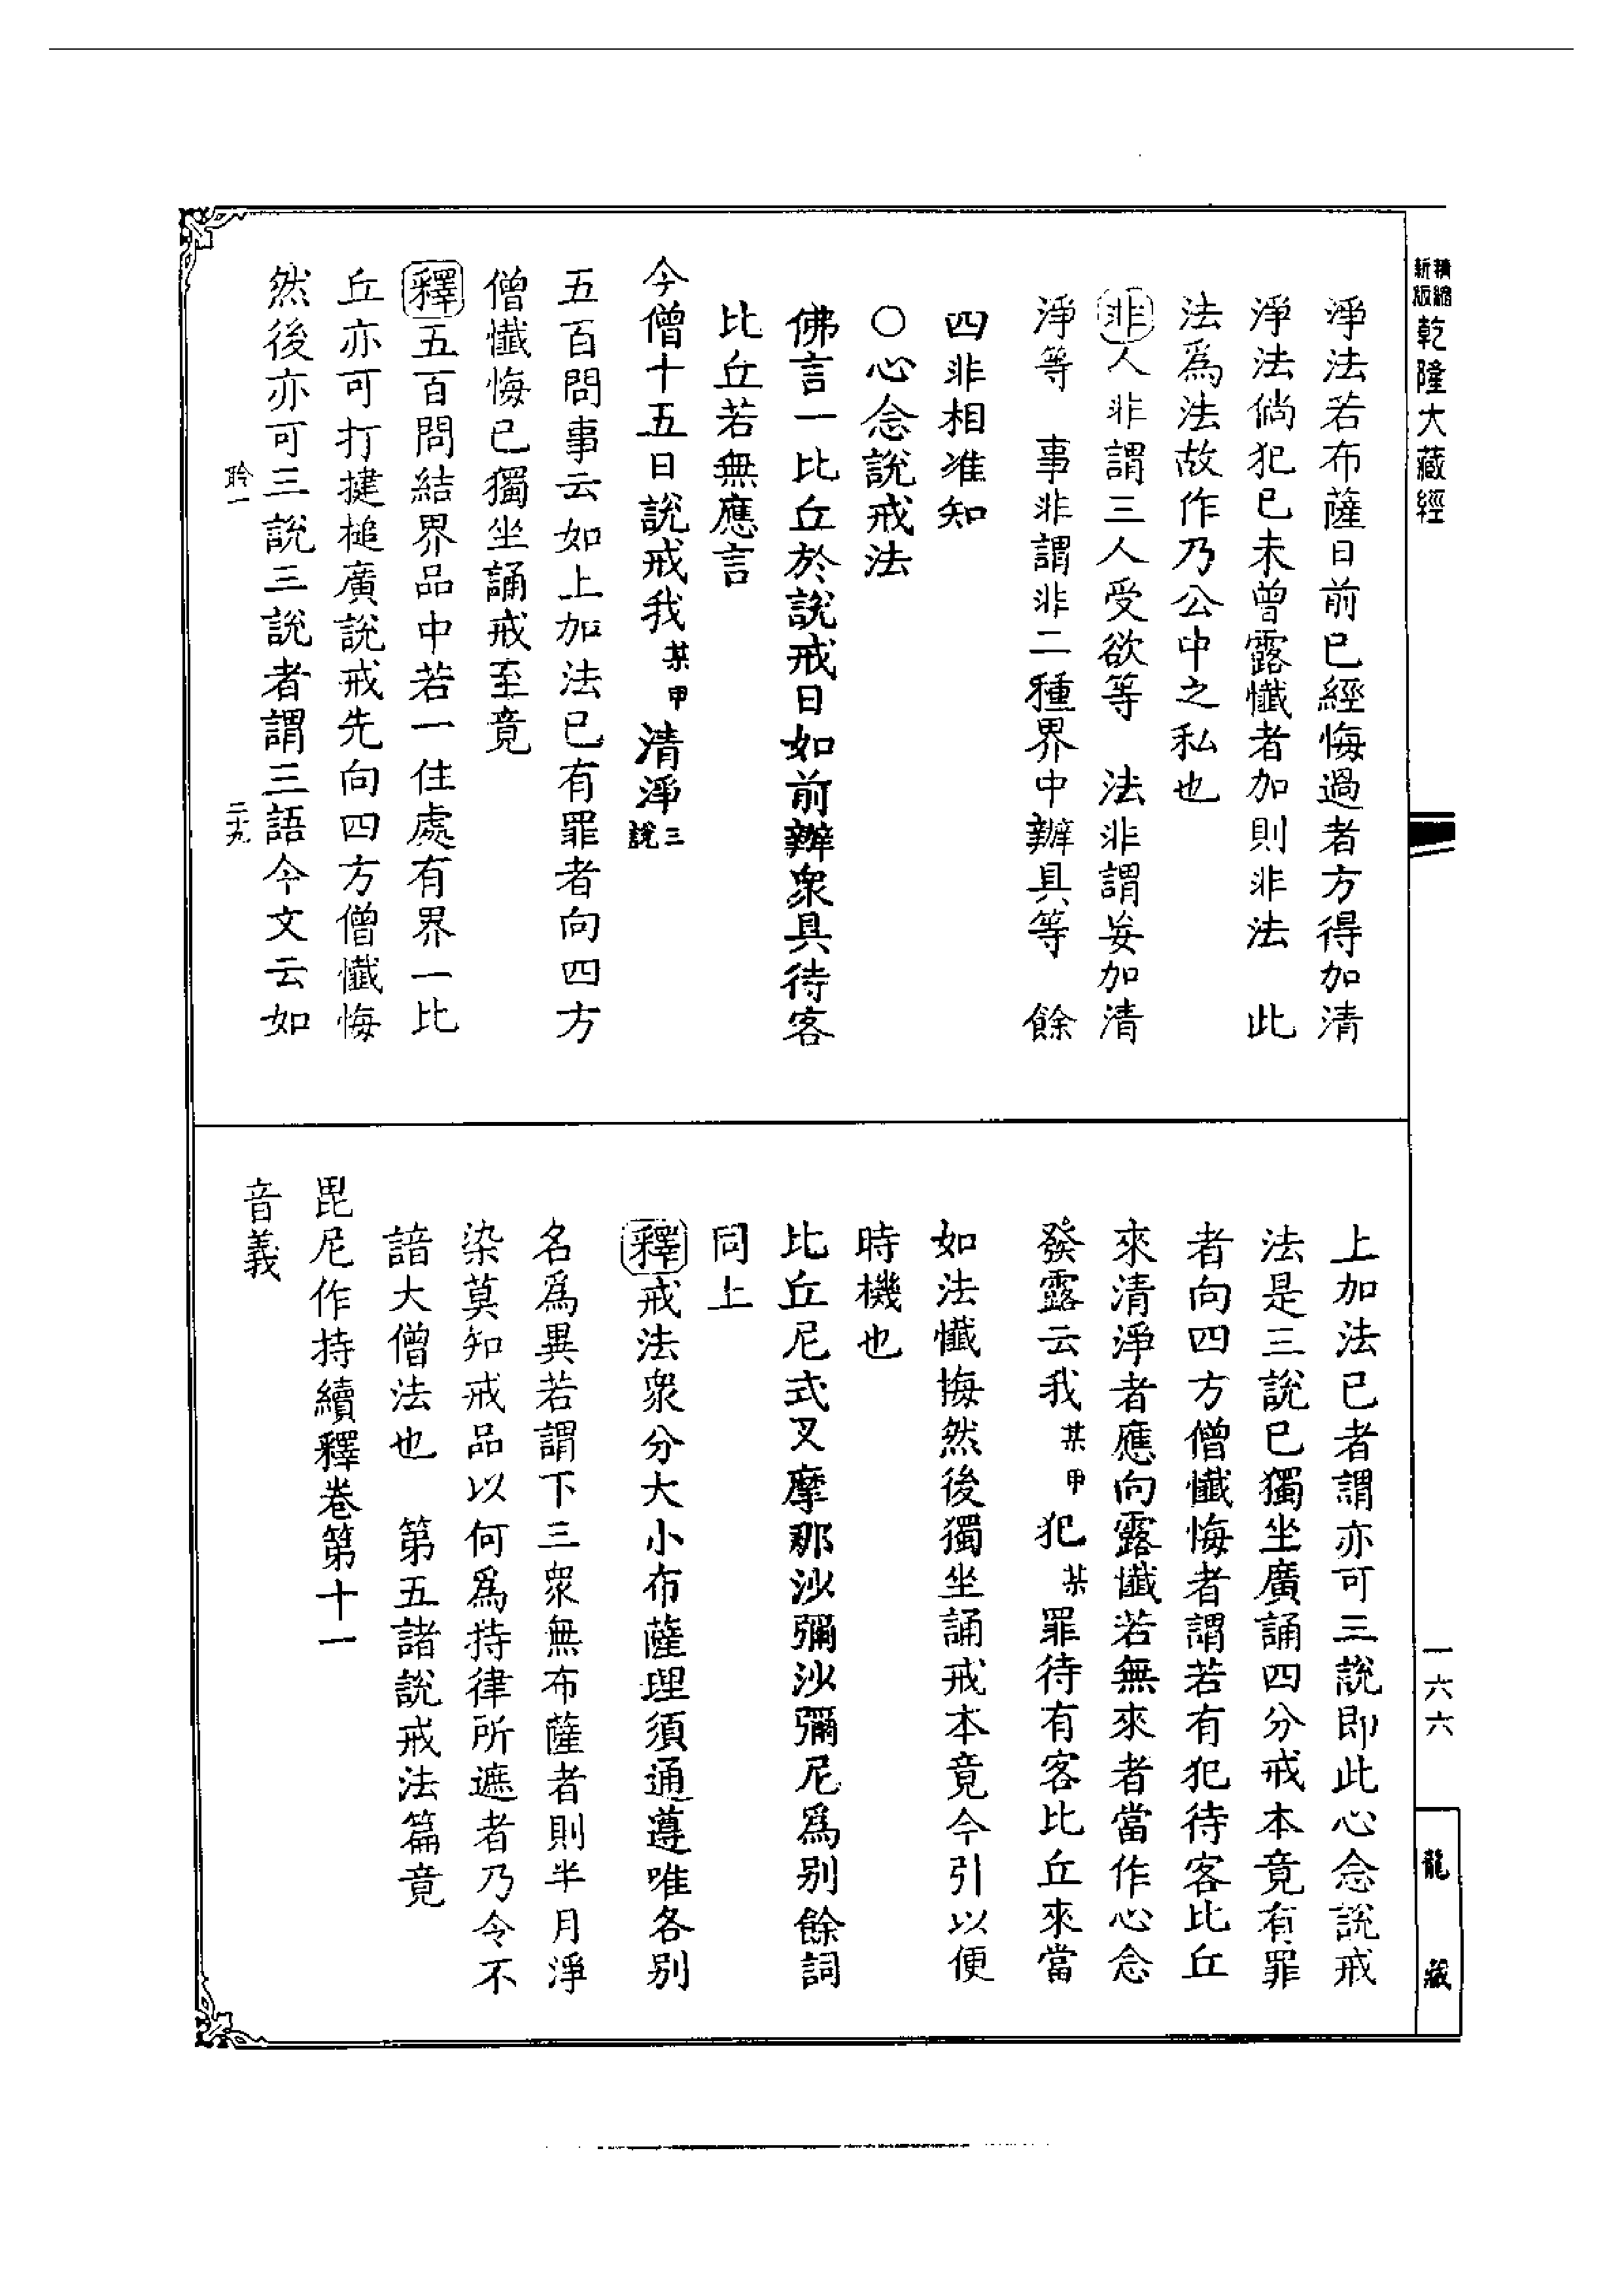 新版精縮乾隆大藏經
淨法若布薩日前已經悔過者方得加清
淨法倘犯已未曾露懺者加則非法　此
法爲法故作乃公中之私也
非人非謂三人受欲等　法非謂妄加清
淨等　事非謂非二種界中辦具等　餘
四非相准知
○心念說戒法
佛言一比丘於說戒日如前辦衆具待客
比丘若無應言
今僧十五日說戒我某甲清淨三說
五百問事云如上加法已有罪者向四方
僧懺悔已獨坐誦戒至竟
釋五百問結界品中若一住處有界一比
丘亦可打揵槌廣說戒先向四方僧懺悔
然後亦可三說三說者謂三語今文云如
聆一　二十九
上加法已者謂亦可三說即此心念說戒
法是三說已獨坐廣誦四分戒本竟有罪
者向四方僧懺悔者謂若有犯待客比丘
來清淨者應向露懺若無來者當作心念
發露云我某甲犯某罪待有客比丘來當
如法懺悔然後獨坐誦戒本竟今引以便
時機也
比丘尼式叉摩那沙彌沙彌尼爲别餘詞
同上
釋戒法衆分大小布薩理須通遵唯各别
名爲異若謂下三衆無布薩者則半月淨
染莫知戒品以何爲持律所遮者乃令不
諳大僧法也　第五諸說戒法篇竟
毘尼作持續釋卷第十一
音義
一六六
龍藏